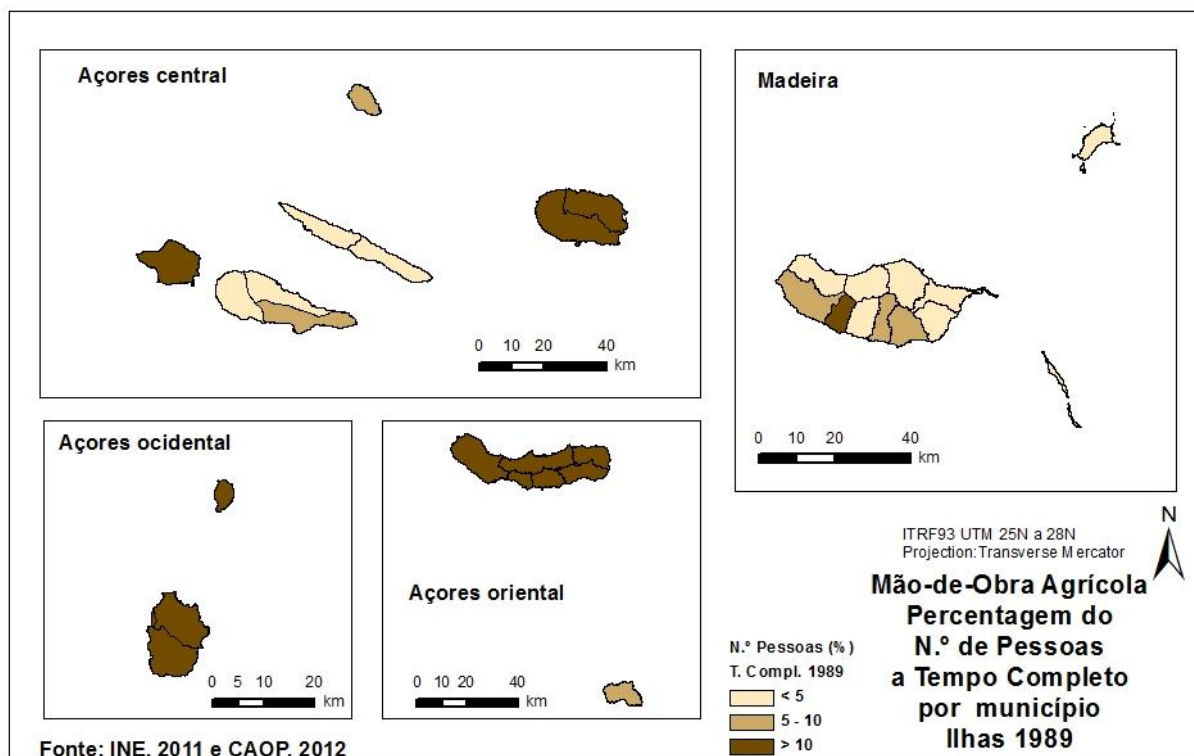 Açores central
0 10 20 40
km
Madeira
0 10 20 40
km
Açores ocidental
0 5 10 20
km
Açores oriental
0 10 20 40
km
N
ITRF93 UTM 25N a 28N
Projection:Transverse Mercator
Mão-de-Obra Agrícola
Percentagem do
N.º de Pessoas
a Tempo Completo
por município
Ilhas 1989
N.º Pessoas (%)
T. Compl. 1989
< 5
5 - 10
> 10
Fonte: INE, 2011 e CAOP, 2012